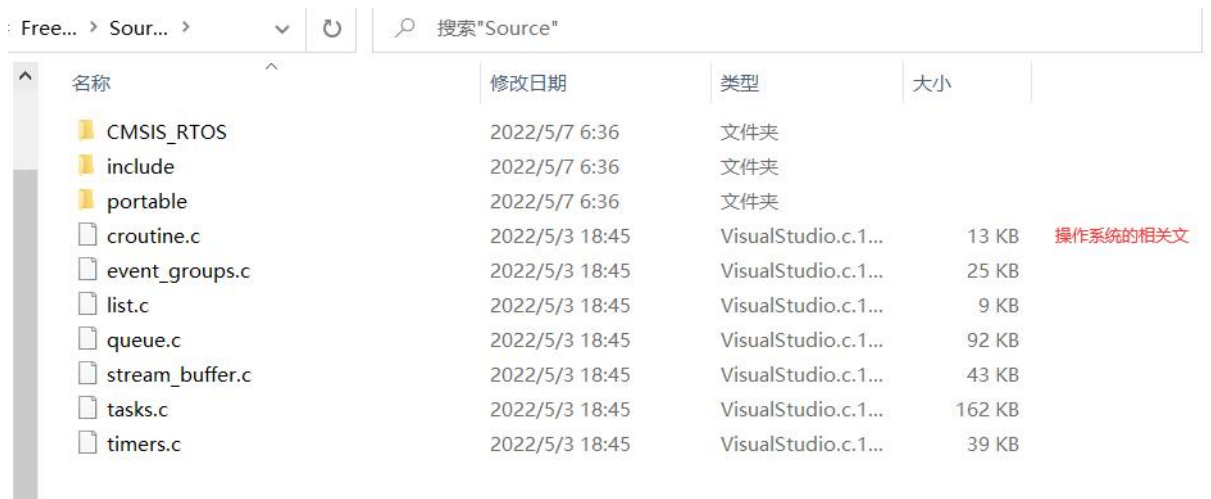 Free... > Sour... > 搜索"Source"
名称 修改日期 类型 大小
CMSIS_RTOS 2022/5/7 6:36 文件夹
include 2022/5/7 6:36 文件夹
portable 2022/5/7 6:36 文件夹
croutine.c 2022/5/3 18:45 VisualStudio.c.1... 13 KB 操作系统的相关文
event_groups.c 2022/5/3 18:45 VisualStudio.c.1... 25 KB
list.c 2022/5/3 18:45 VisualStudio.c.1... 9 KB
queue.c 2022/5/3 18:45 VisualStudio.c.1... 92 KB
stream_buffer.c 2022/5/3 18:45 VisualStudio.c.1... 43 KB
tasks.c 2022/5/3 18:45 VisualStudio.c.1... 162 KB
timers.c 2022/5/3 18:45 VisualStudio.c.1... 39 KB